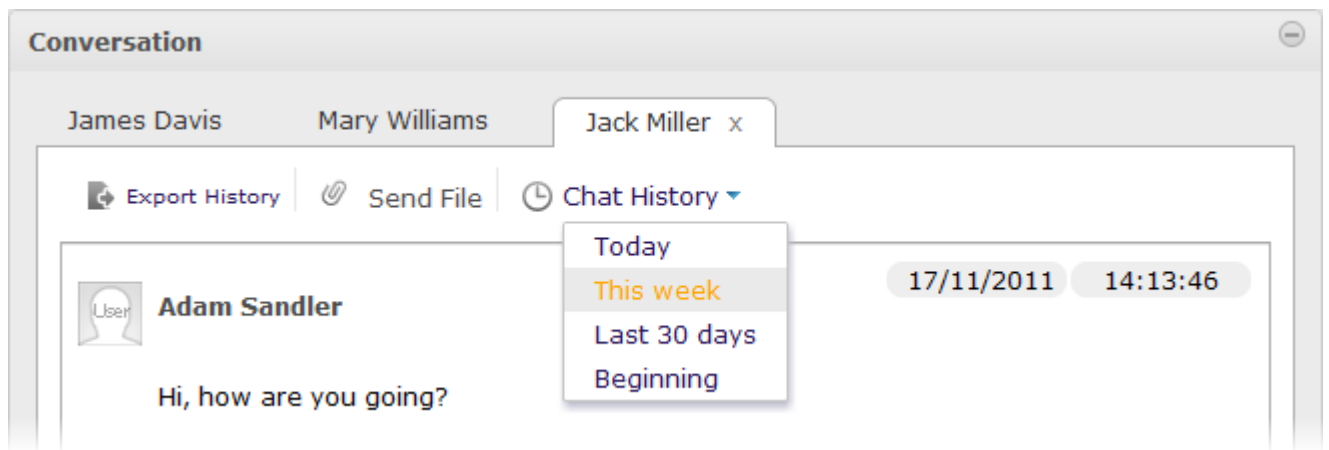 Conversation
James Davis Mary Williams Jack Miller x
Export History Send File Chat History
Today
This week
Last 30 days
Beginning
17/11/2011 14:13:46
User
Adam Sandler
Hi, how are you going?